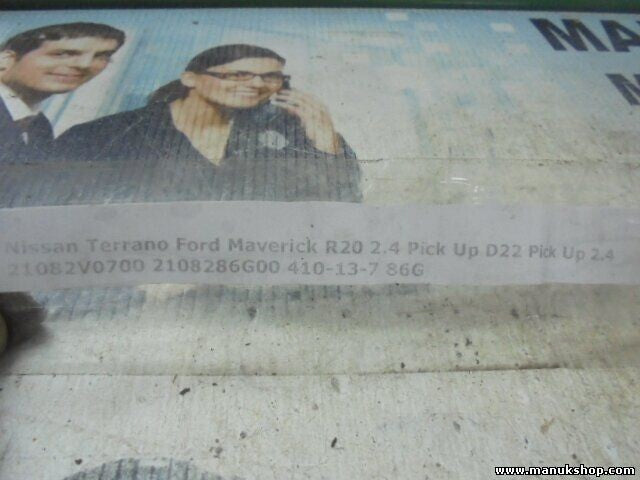 MA
Nissan Terrano Ford Maverick R20 2.4 Pick Up D22 Pick Up 2.4
21082V0700 2108286G00 410-13-7 86G
www.manukshop.com